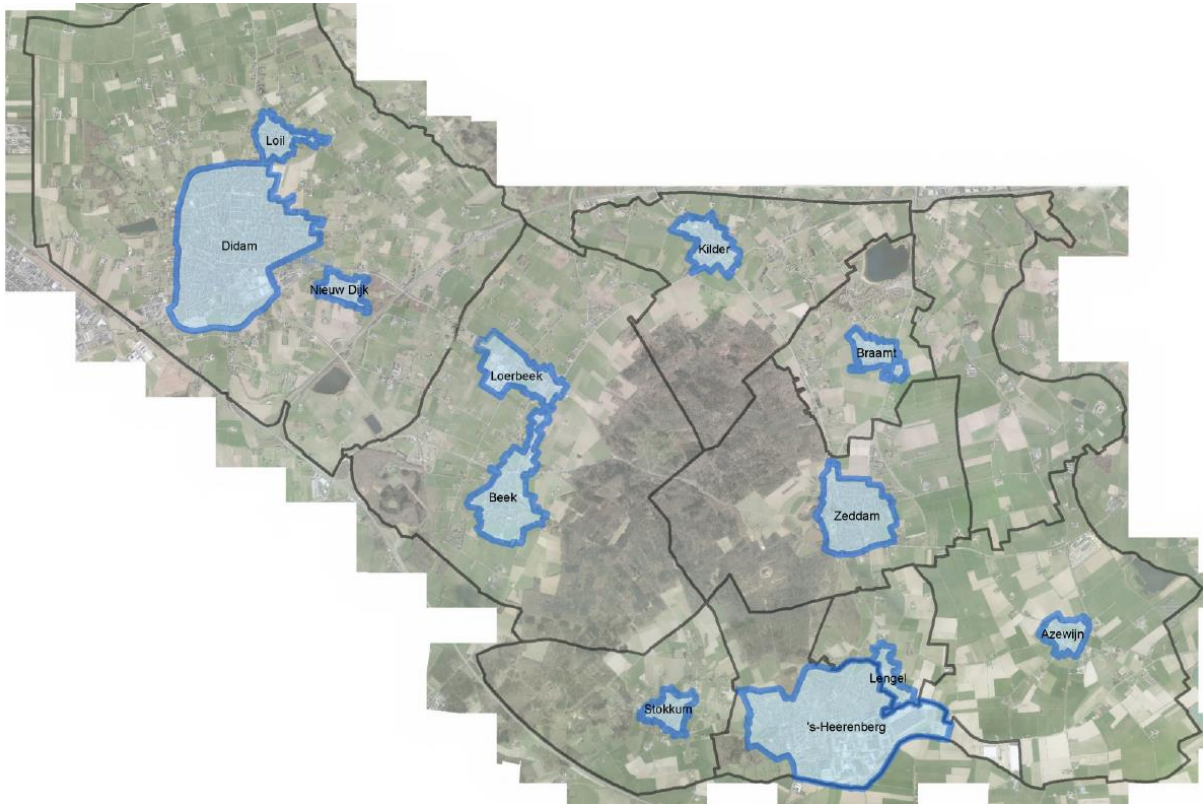 Loil
Didam
Kilder
Nieuw Dijk
Braamt
Loerbeek
Beek
Zeddam
Azewijn
Lengel
Stokkum
's-Heerenberg